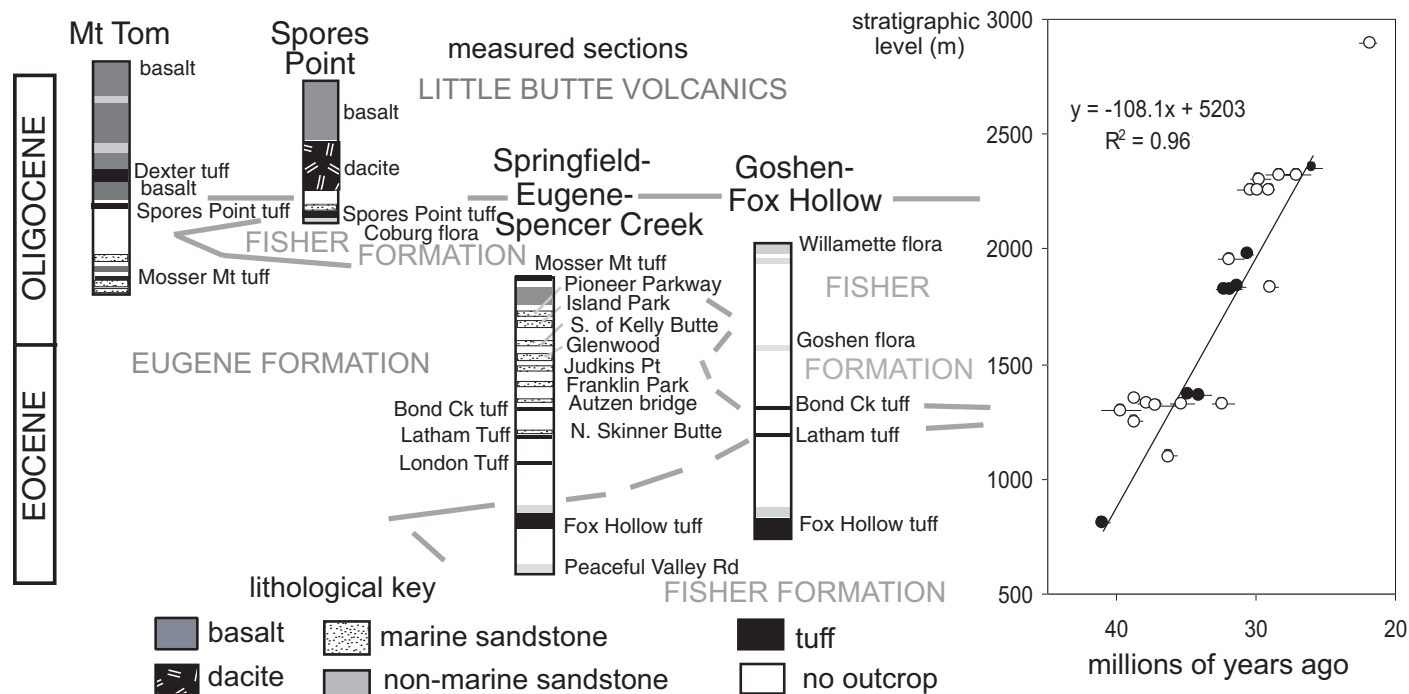 Mt Tom
basalt
Dexter tuff
basalt
Spores Point tuff
Mosser Mt tuff
Spores
Point
basalt
dacite
Spores Point tuff
Coburg flora
measured sections
LITTLE BUTTE VOLCANICS
OLIGOCENE
EOCENE
FISHER FORMATION
EUGENE FORMATION
Springfield-
Eugene-
Spencer Creek
Mosser Mt tuff
Pioneer Parkway
Island Park
S. of Kelly Butte
Glenwood
Judkins Pt
Franklin Park
Autzen bridge
Bond Ck tuff
N. Skinner Butte
Latham Tuff
London Tuff
Fox Hollow tuff
Peaceful Valley Rd
Goshen-
Fox Hollow
Willamette flora
FISHER
Goshen flora
FORMATION
Bond Ck tuff
Latham tuff
Fox Hollow tuff
FISHER FORMATION
lithological key
basalt
marine sandstone
tuff
dacite
non-marine sandstone
no outcrop
stratigraphic
level (m)
3000
2500
2000
1500
1000
500
y = -108.1x + 5203
R² = 0.96
40 30 20
millions of years ago